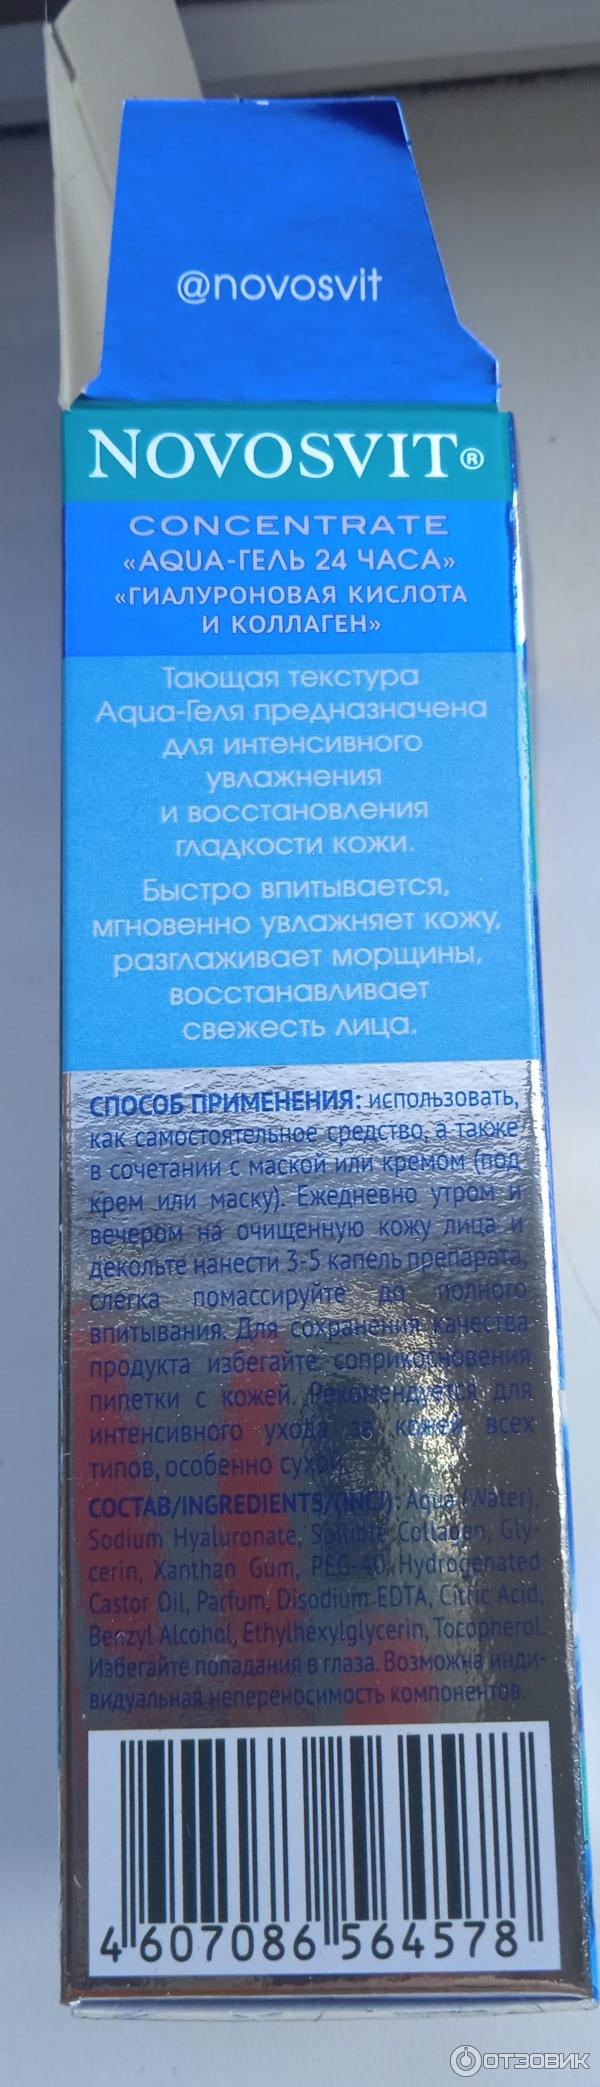 @novosvit
NOVOSVIT®
CONCENTRATE
«AQUA-ГЕЛЬ 24 ЧАСА»
«ГИАЛУРОНОВАЯ КИСЛОТА
И КОЛЛАГЕН»
Тающая текстура
Aqua-Геля предназначена
для интенсивного
увлажнения
и восстановления
гладкости кожи.
Быстро впитывается,
мгновенно увлажняет кожу,
разглаживает морщины,
восстанавливает
свежесть лица.
СПОСОБ ПРИМЕНЕНИЯ: использовать,
как самостоятельное средство, а также
в сочетании с маской или кремом (под
крем или маску). Ежедневно утром и
вечером на очищенную кожу лица и
декольте нанести 3-5 капель препарата,
слегка помассируйте до полного
впитывания. Для сохранения качества
продукта избегайте соприкосновения
пипетки с кожей. Рекомендуется для
интенсивного ухода за кожей всех
типов, особенно сухой.
СОСТАВ/INGREDIENTS/(INCI): Aqua (Water),
Sodium Hyaluronate, Soluble Collagen, Gly-
cerin, Xanthan Gum, PEG-40 Hydrogenated
Castor Oil, Parfum, Disodium EDTA, Citric Acid,
Benzyl Alcohol, Ethylhexylglycerin, Tocopherol.
Избегайте попадания в глаза. Возможна инди-
видуальная непереносимость компонентов.
4 607086 564578
ОТЗОВИК